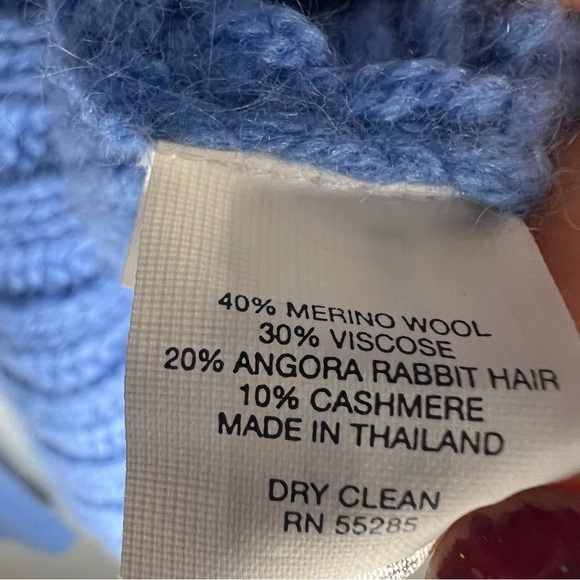 40% MERINO WOOL
30% VISCOSE
20% ANGORA RABBIT HAIR
10% CASHMERE
MADE IN THAILAND
DRY CLEAN
RN 55285